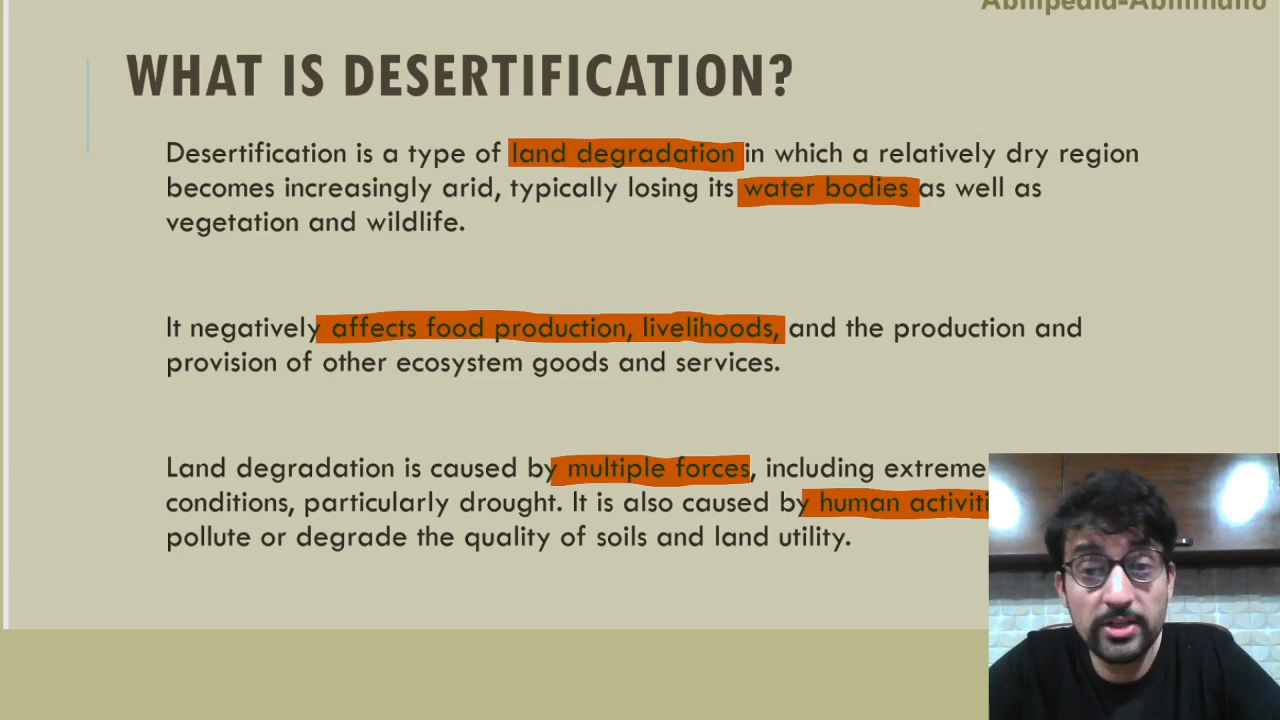 Abhipedia-Abhimanu
WHAT IS DESERTIFICATION?
Desertification is a type of land degradation in which a relatively dry region
becomes increasingly arid, typically losing its water bodies as well as
vegetation and wildlife.
It negatively affects food production, livelihoods, and the production and
provision of other ecosystem goods and services.
Land degradation is caused by multiple forces, including extreme
conditions, particularly drought. It is also caused by human activiti
pollute or degrade the quality of soils and land utility.